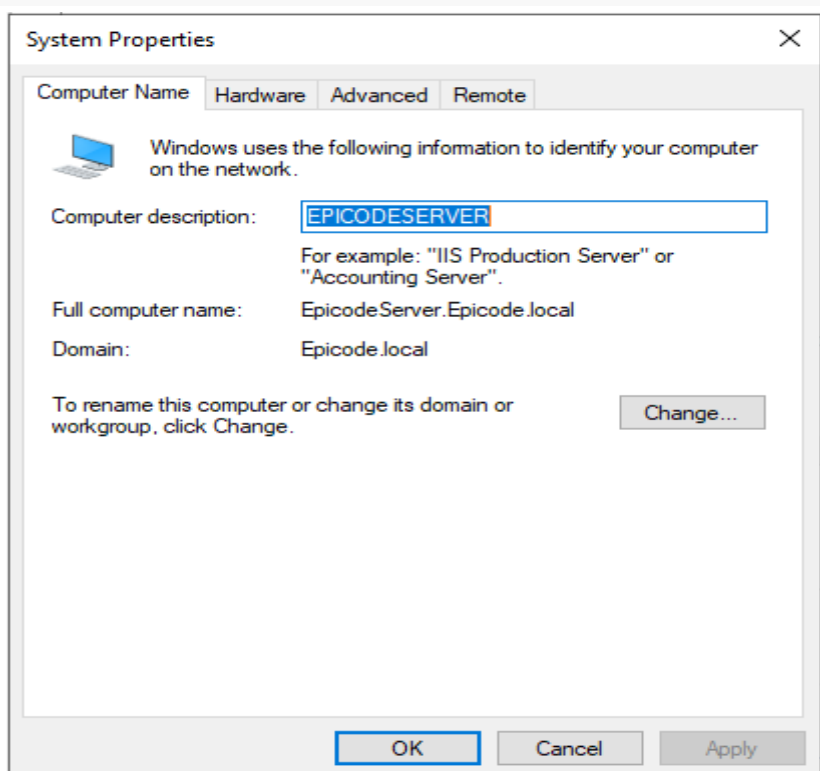 System Properties
Computer Name Hardware Advanced Remote
Windows uses the following information to identify your computer
on the network.
Computer description: EPICODESERVER
For example: "IIS Production Server" or
"Accounting Server".
Full computer name: EpicodeServer.Epicode.local
Domain: Epicode.local
To rename this computer or change its domain or
workgroup, click Change. Change...
OK Cancel Apply